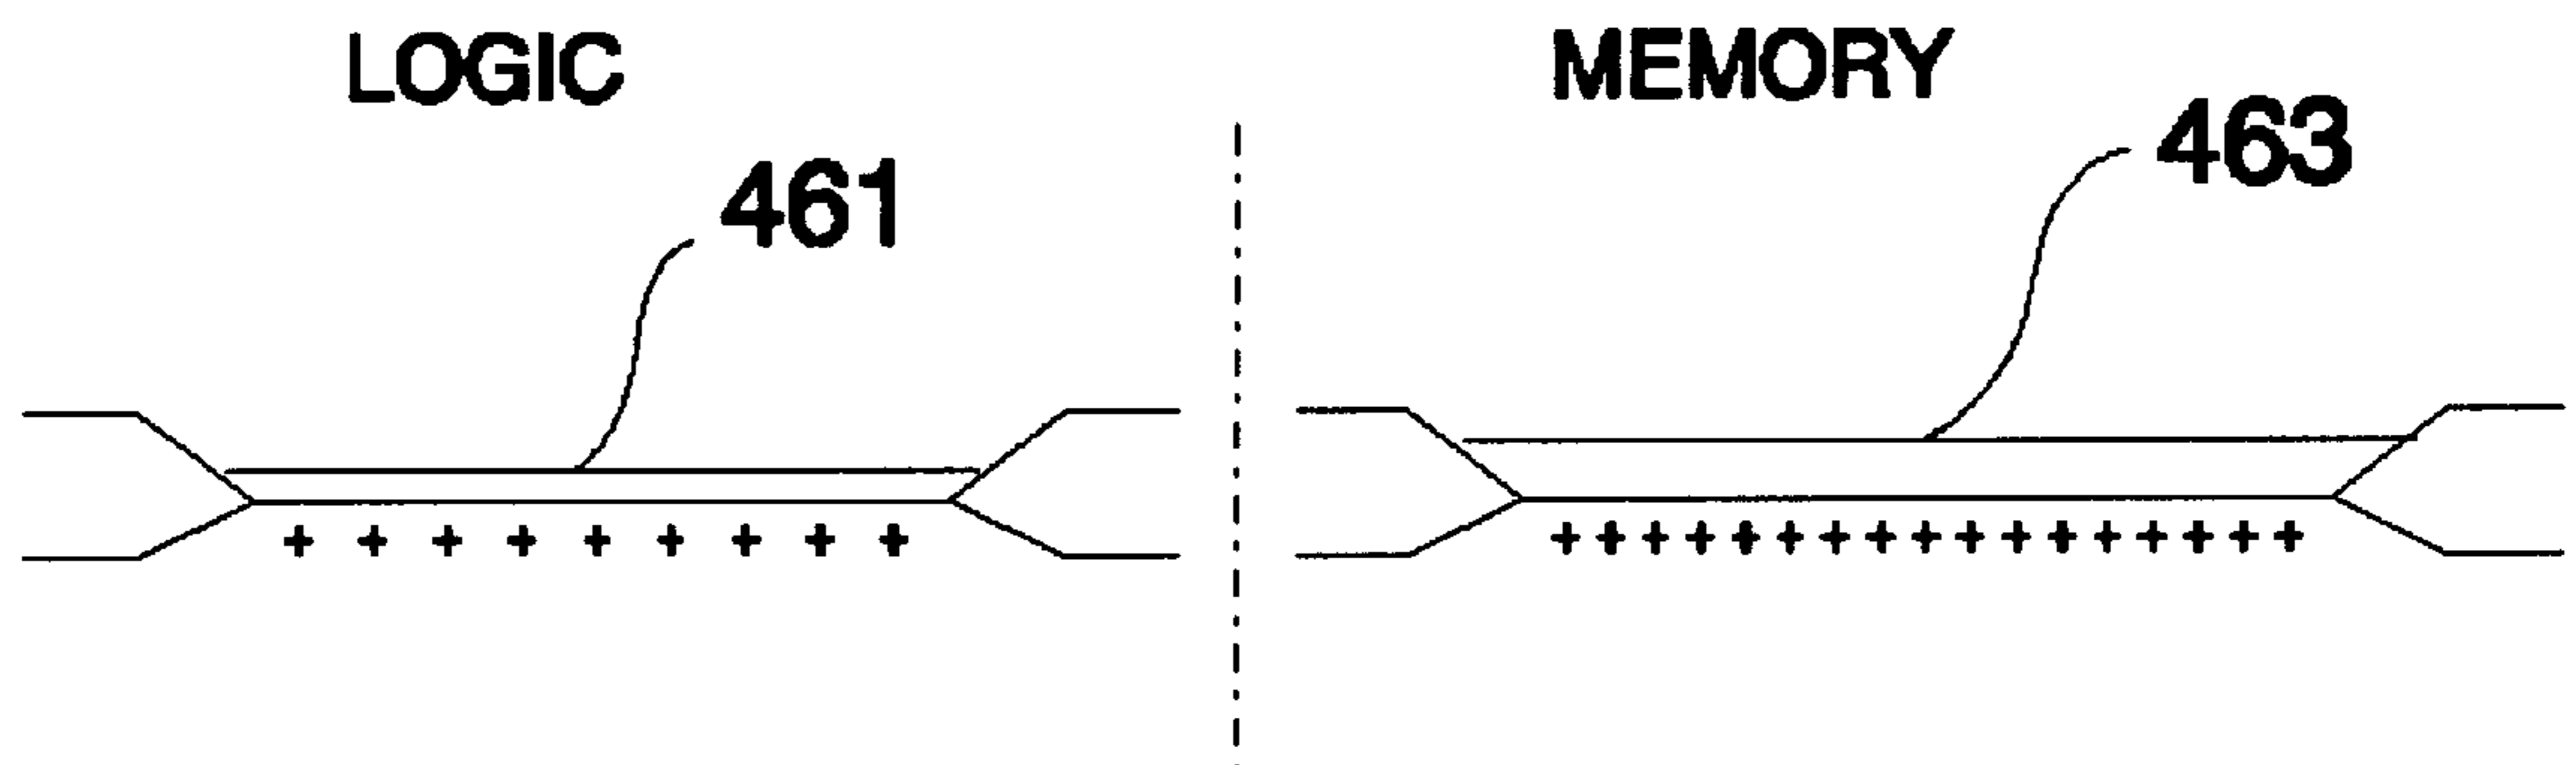 LOGIC
MEMORY
461
463
+ + + + + + + + +
+ + + + + + + + + + + + + + + + +